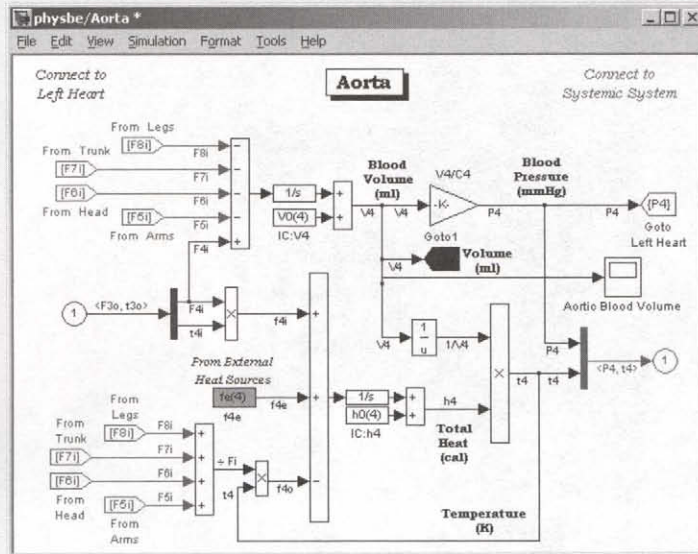 physbe/Aorta *
File Edit View Simulation Format Tools Help
Connect to
Left Heart
Aorta
Connect to
Systemic System
From Legs
[F8i]
F8i
From Trunk
[F7i]
F7i
[F6i]
F6i
From Head
[F5i]
F5i
From Arms
F4i
1/s
V0(4)
IC:V4
Blood
Volume
(ml)
V4
V4
V4/C4
-K-
P4
Blood
Pressure
(mmHg)
P4
{P4}
Goto
Left Heart
Goto1
V4
Volume
(ml)
Aortic Blood Volume
1
<F3o, t3o>
F4i
t4i
f4i
V4
1
u
1/V4
P4
t4
t4
<P4, t4>
1
From External
Heat Sources
fe(4)
f4e
f4e
1/s
h0(4)
IC:h4
h4
Total
Heat
(cal)
From
Legs
[F8i]
F8i
From
Trunk
[F7i]
F7i
[F6i]
F6i
From
Head
[F5i]
F5i
From
Arms
÷ Fi
t4
f4o
Temperature
(K)